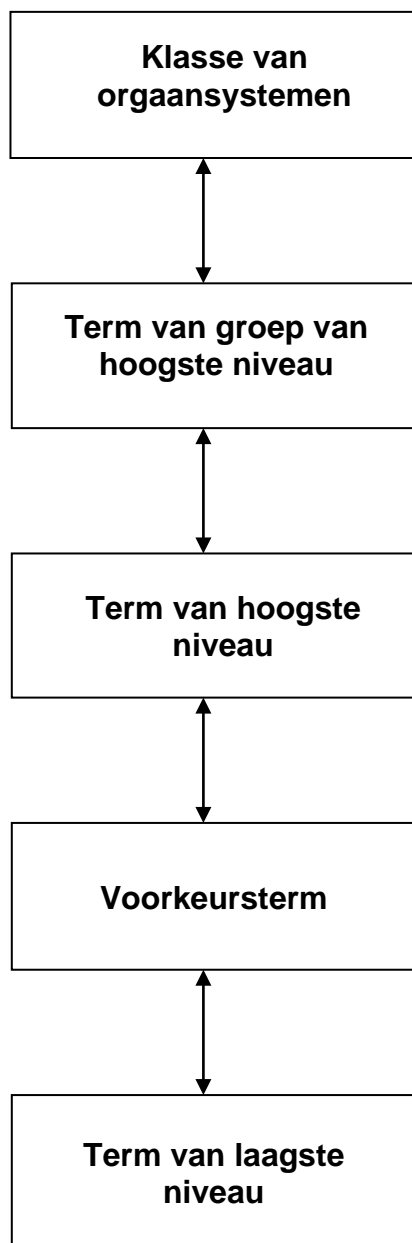 Klasse van
orgaansystemen
Term van groep van
hoogste niveau
Term van hoogste
niveau
Voorkeursterm
Term van laagste
niveau